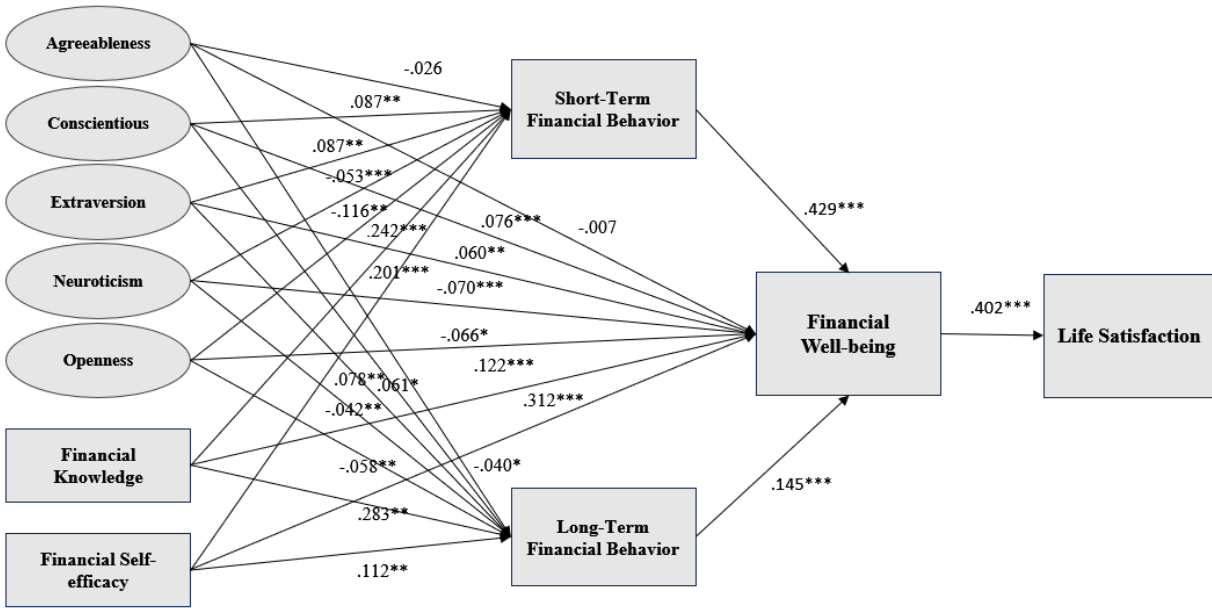 Agreeableness
Conscientious
Extraversion
Neuroticism
Openness
Financial
Knowledge
Financial Self-
efficacy
-.026
.087**
.087**
-.053***
-.116**
.242***
.201***
.076***
-.007
.060**
-.070***
-.066*
.122***
.312***
.078**
.061*
-.042**
-.058**
-.040*
.283**
.112**
Short-Term
Financial Behavior
Long-Term
Financial Behavior
.429***
.145***
Financial
Well-being
.402***
Life Satisfaction